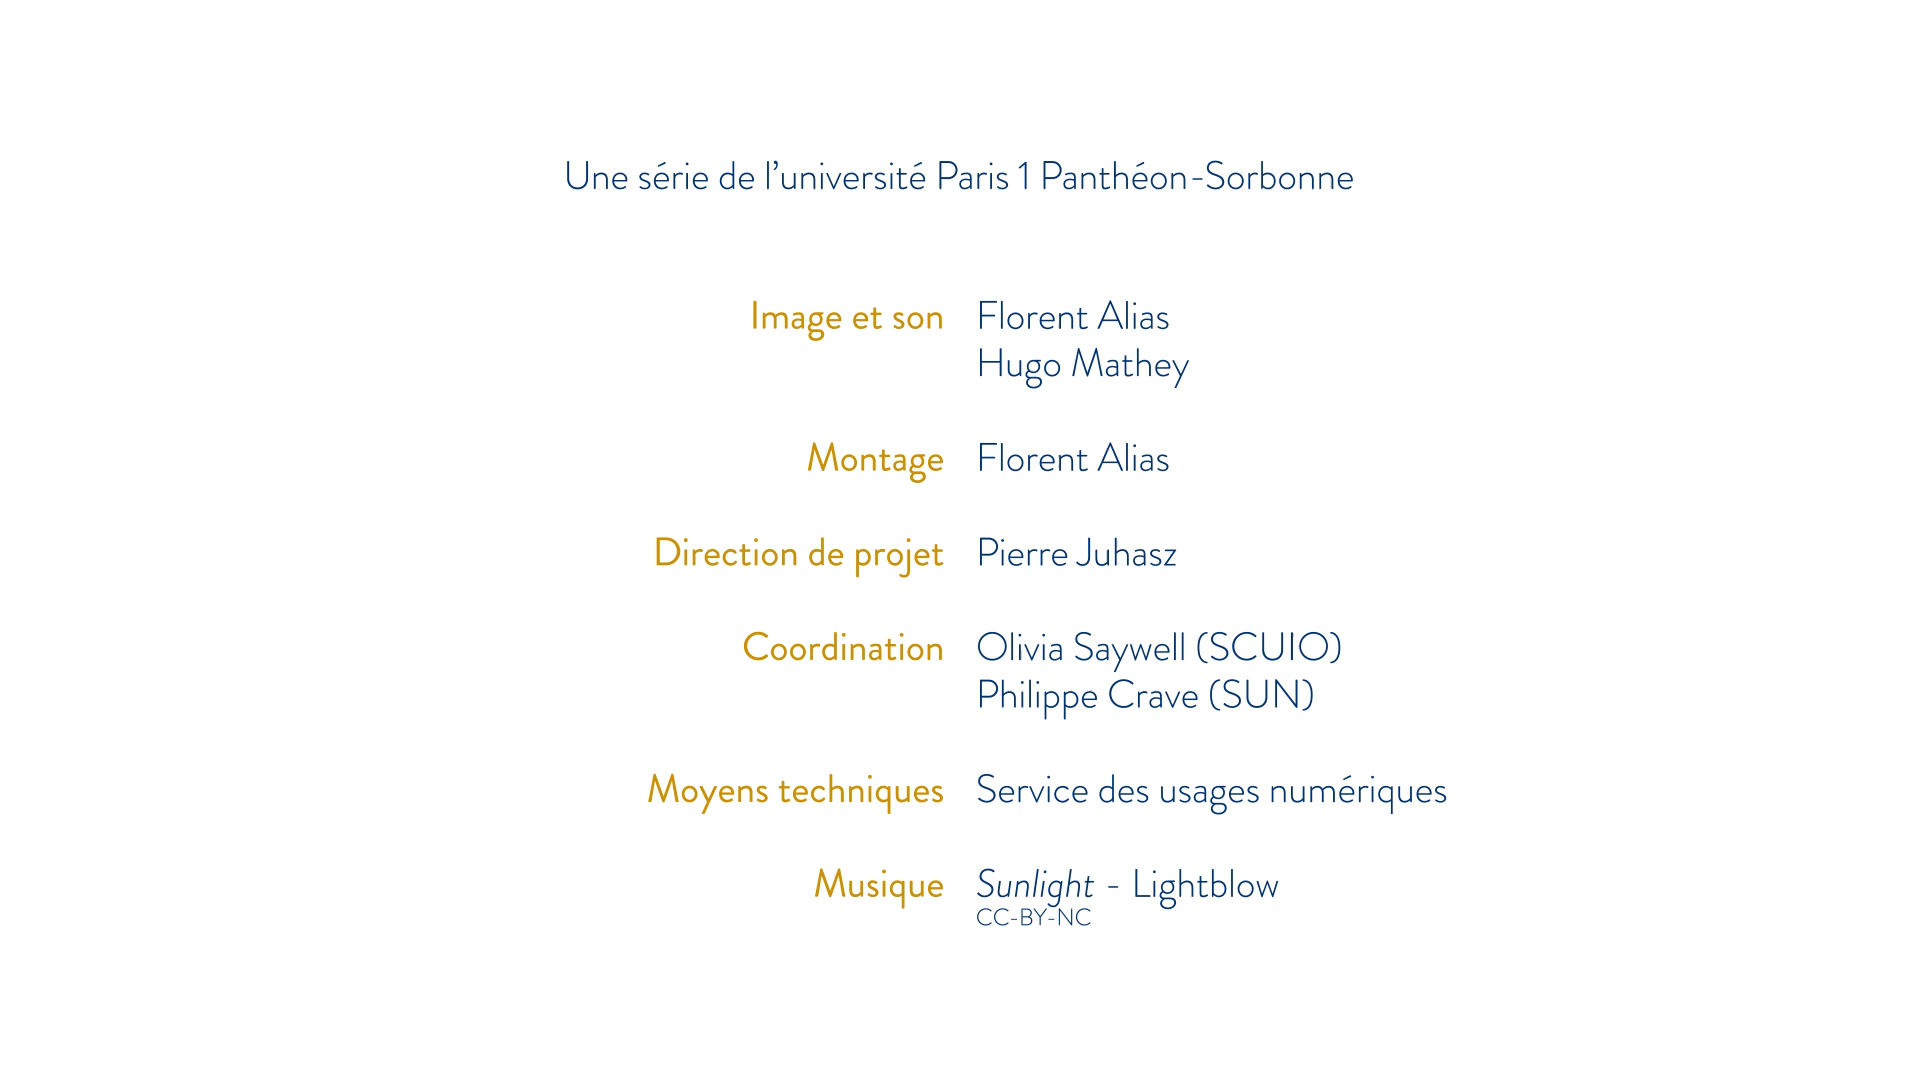 Une série de l’université Paris 1 Panthéon-Sorbonne
Image et son Florent Alias
Hugo Mathey
Montage Florent Alias
Direction de projet Pierre Juhasz
Coordination Olivia Saywell (SCUIO)
Philippe Crave (SUN)
Moyens techniques Service des usages numériques
Musique Sunlight - Lightblow
CC-BY-NC